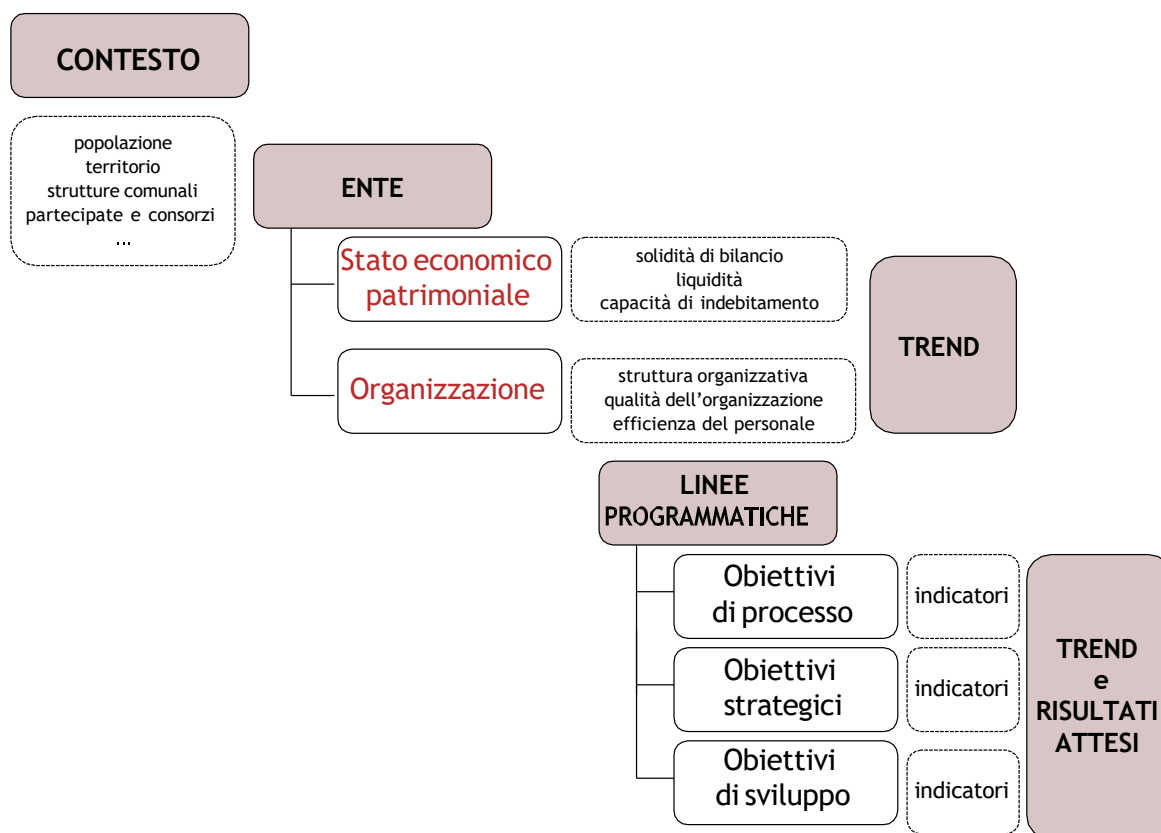 CONTESTO
popolazione
territorio
strutture comunali
partecipate e consorzi
...
ENTE
Stato economico
patrimoniale
solidità di bilancio
liquidità
capacità di indebitamento
Organizzazione
struttura organizzativa
qualità dell’organizzazione
efficienza del personale
TREND
LINEE
PROGRAMMATICHE
Obiettivi
di processo
indicatori
Obiettivi
strategici
indicatori
Obiettivi
di sviluppo
indicatori
TREND
e
RISULTATI
ATTESI